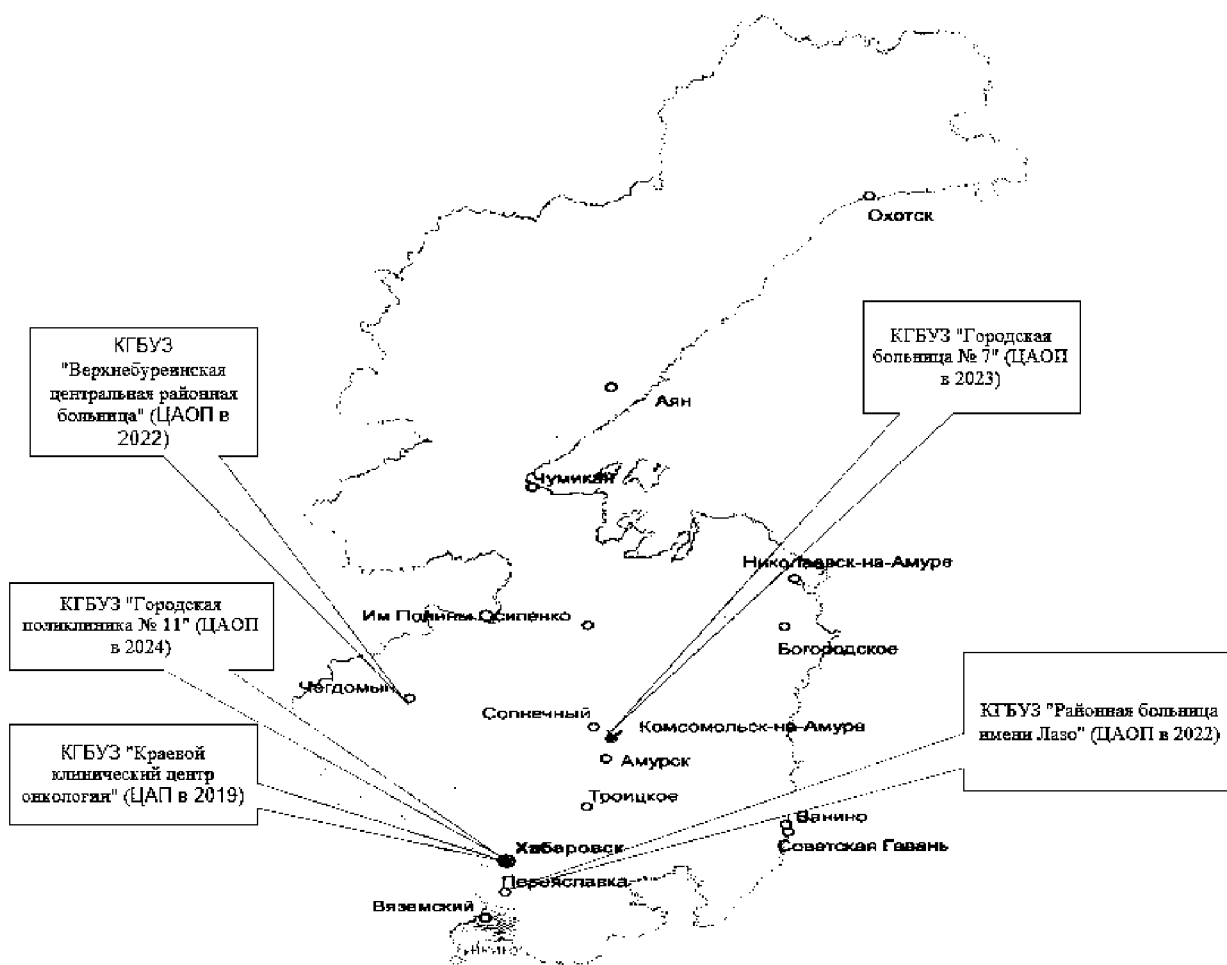 Охотск
КГБУЗ "Городская
больница № 7" (ЦАОП
в 2023)
КГБУЗ
"Верхнебуреинская
центральная районная
больница" (ЦАОП в
2022)
Аян
Чумикан
Николаевск-на-Амуре
КГБУЗ "Городская
поликлиника № 11" (ЦАОП
в 2024)
Им Полины Осипенко
Богородское
Чегдомын
КГБУЗ "Районная больница
имени Лазо" (ЦАОП в 2022)
Солнечный
Комсомольск-на-Амуре
КГБУЗ "Краевой
клинический центр
онкологии" (ЦАП в 2019)
Амурск
Троицкое
Ванино
Советская Гавань
Хабаровск
Переяславка
Вяземский